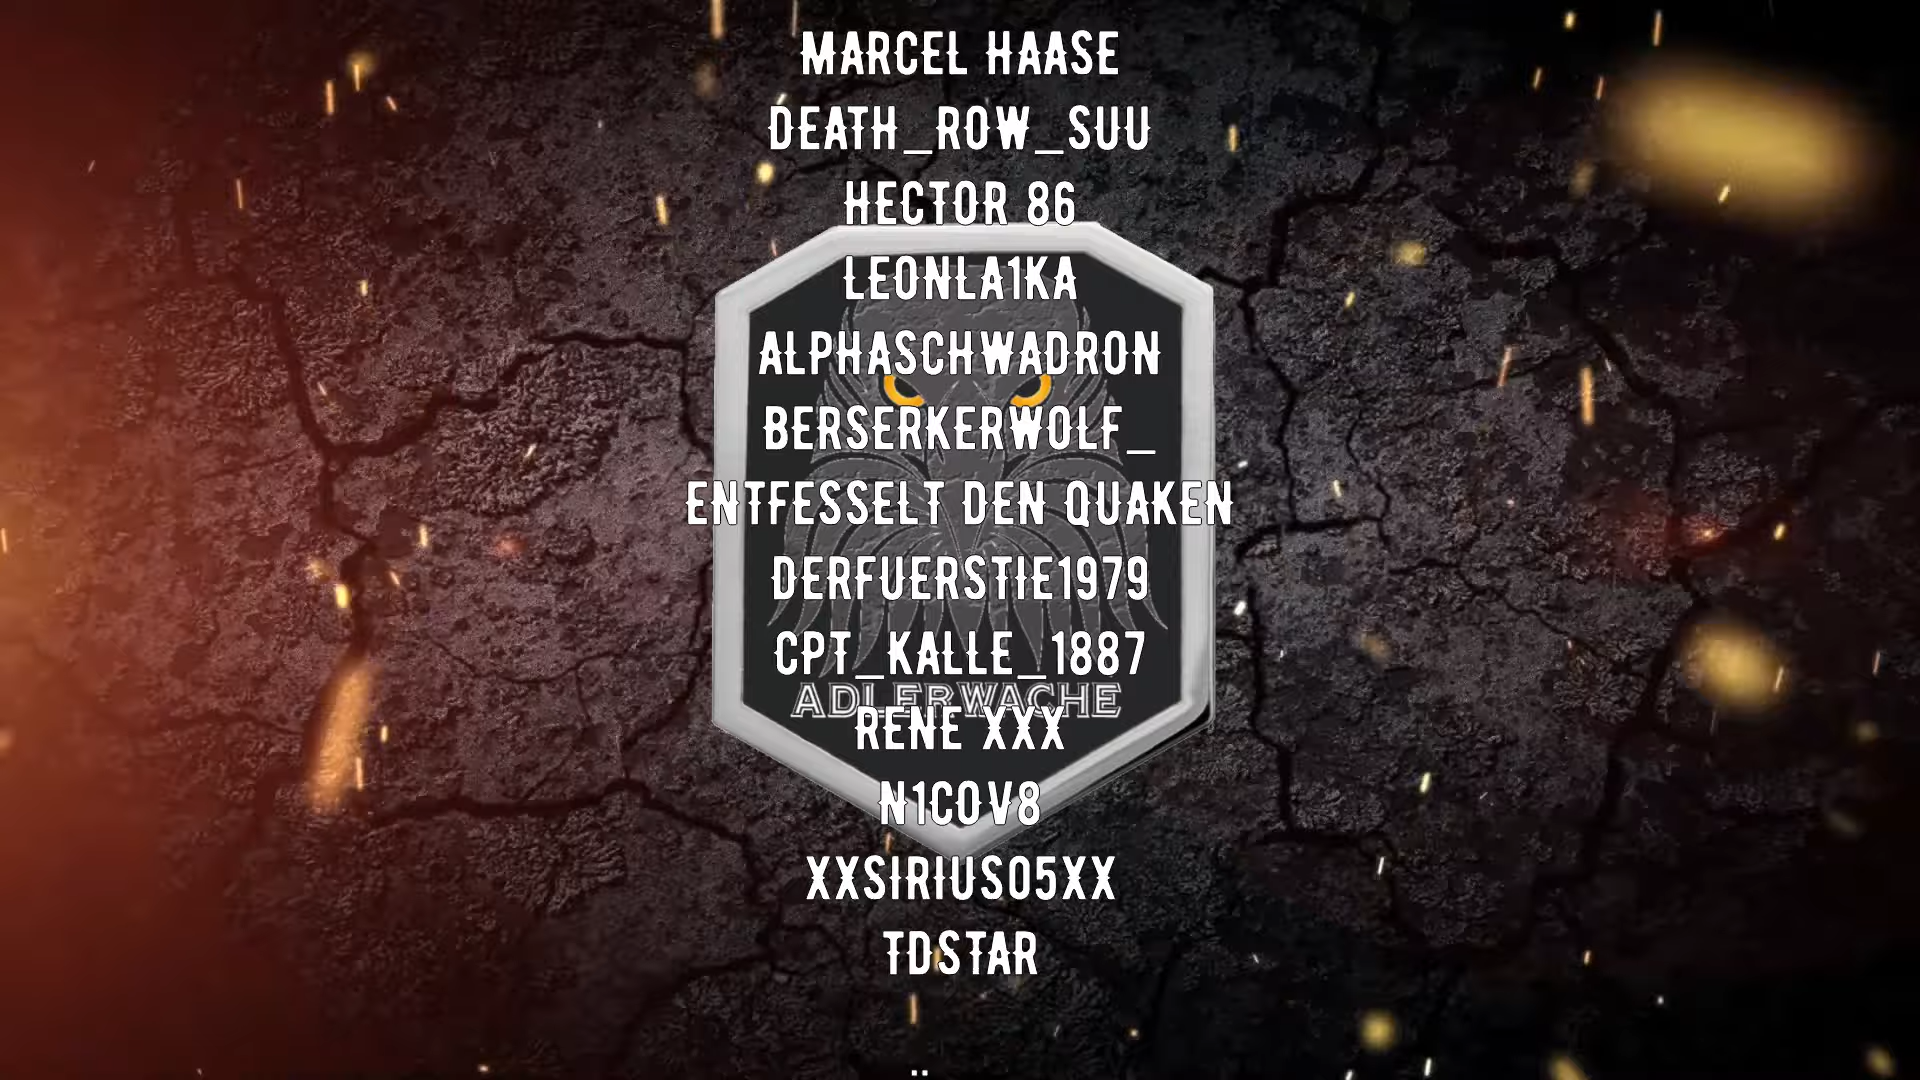 MARCEL HAASE
DEATH_ROW_SUU
HECTOR 86
LEONLA1KA
ALPHASCHWADRON
BERSERKERWOLF_
ENTFESSELT DEN QUAKEN
DERFUERSTIE1979
CPT_KALLE_1887
ADLERWACHE
RENE XXX
N1COV8
XXSIRIUS05XX
TDSTAR